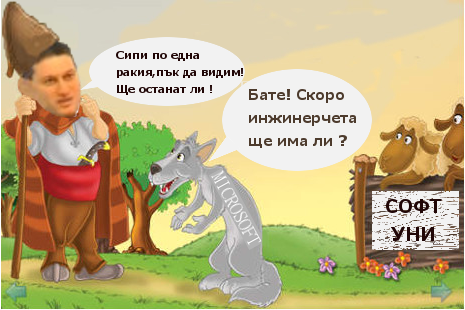 Сипи по една
ракия,пък да видим!
Ще останат ли !
Бате! Скоро
инжинерчета
ще има ли ?
MICROSOFT
СОФТ
УНИ